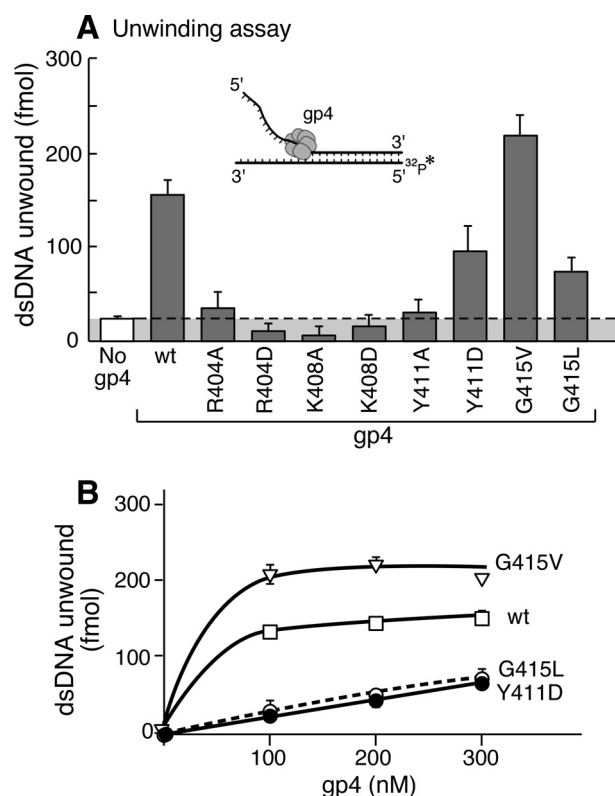 A Unwinding assay
dsDNA unwound (fmol)
300
200
100
0
5'
gp4
3'
3'
5'
32P*
No gp4
wt
R404A
R404D
K408A
K408D
Y411A
Y411D
G415V
G415L
gp4
B
dsDNA unwound
(fmol)
300
200
100
0
G415V
wt
G415L
Y411D
100
200
300
gp4 (nM)